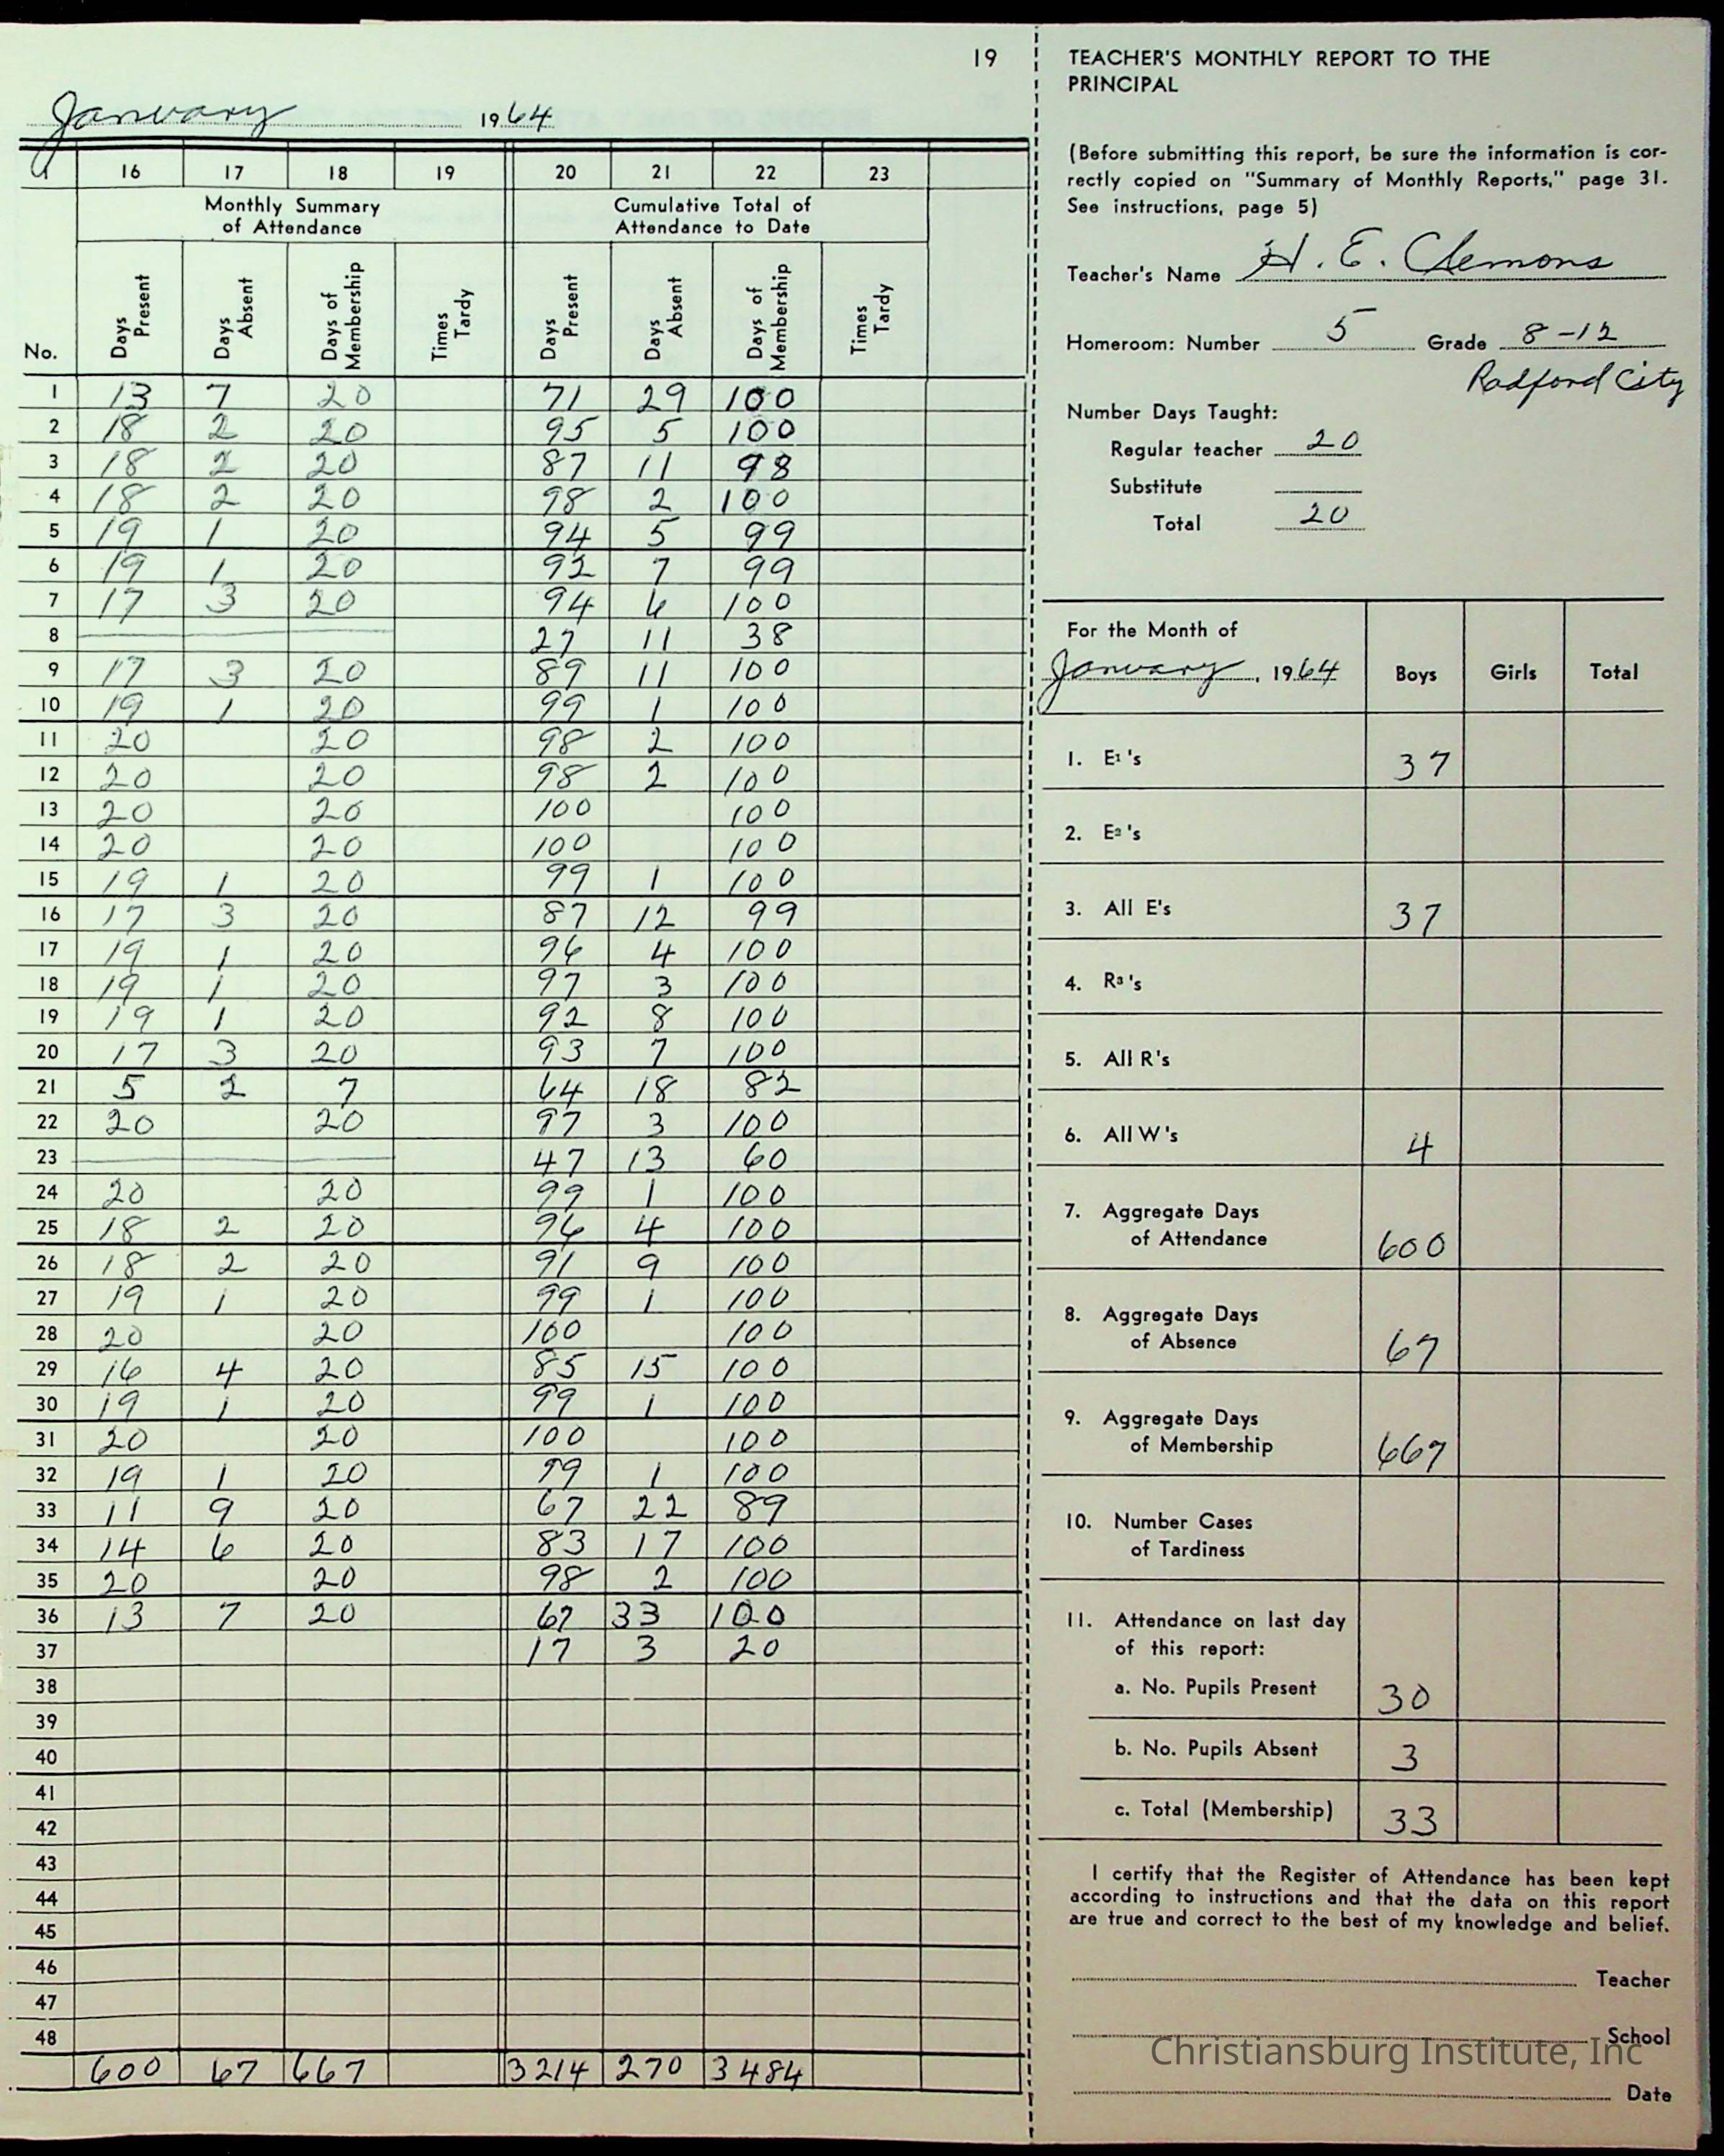 19
January 1964
16 17 18 19 20 21 22 23
Monthly Summary of Attendance
Cumulative Total of Attendance to Date
No. Days Present Days Absent Days of Membership Times Tardy Days Present Days Absent Days of Membership Times Tardy
1 13 7 20 71 29 100
2 18 2 20 95 5 100
3 18 2 20 87 11 98
4 18 2 20 98 2 100
5 19 1 20 94 5 99
6 19 1 20 92 7 99
7 17 3 20 94 6 100
8 27 11 38
9 17 3 20 89 11 100
10 19 1 20 99 1 100
11 20 20 98 2 100
12 20 20 98 2 100
13 20 20 100 100
14 20 20 100 100
15 19 1 20 99 1 100
16 17 3 20 87 12 99
17 19 1 20 96 4 100
18 19 1 20 97 3 100
19 19 1 20 92 8 100
20 17 3 20 93 7 100
21 5 2 7 64 18 82
22 20 20 97 3 100
23 47 13 60
24 20 20 99 1 100
25 18 2 20 96 4 100
26 18 2 20 91 9 100
27 19 1 20 99 1 100
28 20 20 100 100
29 16 4 20 85 15 100
30 19 1 20 99 1 100
31 20 20 100 100
32 19 1 20 99 1 100
33 11 9 20 67 22 89
34 14 6 20 83 17 100
35 20 20 98 2 100
36 13 7 20 67 33 100
37 17 3 20
38
39
40
41
42
43
44
45
46
47
48
600 67 667 3214 270 3484
TEACHER'S MONTHLY REPORT TO THE
PRINCIPAL
(Before submitting this report, be sure the information is cor-
rectly copied on "Summary of Monthly Reports," page 31.
See instructions, page 5)
Teacher's Name H. E. Clemons
Homeroom: Number 5 Grade 8-12
Radford City
Number Days Taught:
Regular teacher 20
Substitute
Total 20
For the Month of
January, 1964 Boys Girls Total
1. E¹'s 37
2. E²'s
3. All E's 37
4. R³'s
5. All R's
6. All W's 4
7. Aggregate Days
of Attendance 600
8. Aggregate Days
of Absence 67
9. Aggregate Days
of Membership 667
10. Number Cases
of Tardiness
11. Attendance on last day
of this report:
a. No. Pupils Present 30
b. No. Pupils Absent 3
c. Total (Membership) 33
I certify that the Register of Attendance has been kept
according to instructions and that the data on this report
are true and correct to the best of my knowledge and belief.
Teacher
School
Christiansburg Institute, Inc
Date